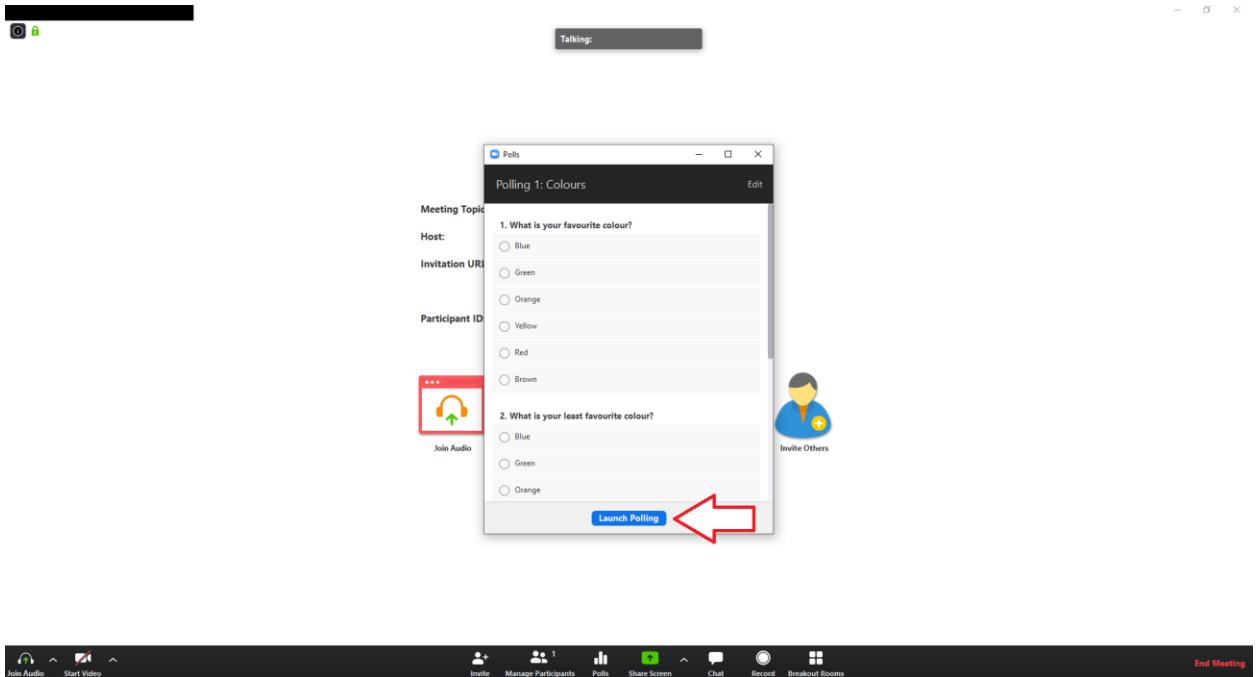 Talking:
Polls
Polling 1: Colours Edit
Meeting Topic
Host:
Invitation URL
Participant ID
1. What is your favourite colour?
Blue
Green
Orange
Yellow
Red
Brown
2. What is your least favourite colour?
Blue
Green
Orange
Launch Polling
Join Audio
Invite Others
Join Audio Start Video Invite Manage Participants 1 Polls Share Screen Chat Record Breakout Rooms End Meeting